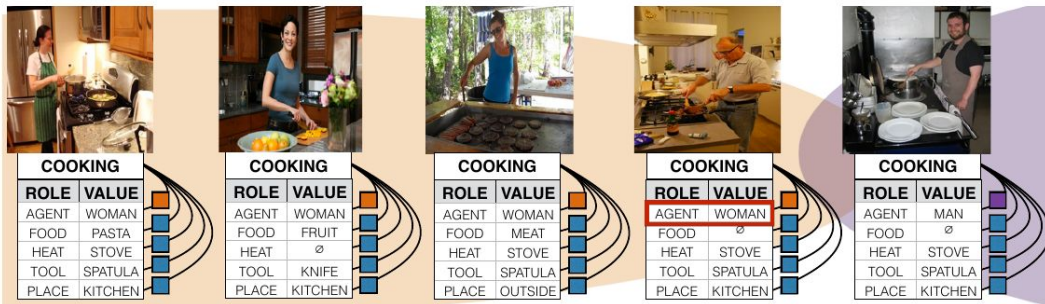 COOKING
ROLE VALUE
AGENT WOMAN
FOOD PASTA
HEAT STOVE
TOOL SPATULA
PLACE KITCHEN
COOKING
ROLE VALUE
AGENT WOMAN
FOOD FRUIT
HEAT Ø
TOOL KNIFE
PLACE KITCHEN
COOKING
ROLE VALUE
AGENT WOMAN
FOOD MEAT
HEAT STOVE
TOOL SPATULA
PLACE OUTSIDE
COOKING
ROLE VALUE
AGENT WOMAN
FOOD Ø
HEAT STOVE
TOOL SPATULA
PLACE KITCHEN
COOKING
ROLE VALUE
AGENT MAN
FOOD Ø
HEAT STOVE
TOOL SPATULA
PLACE KITCHEN